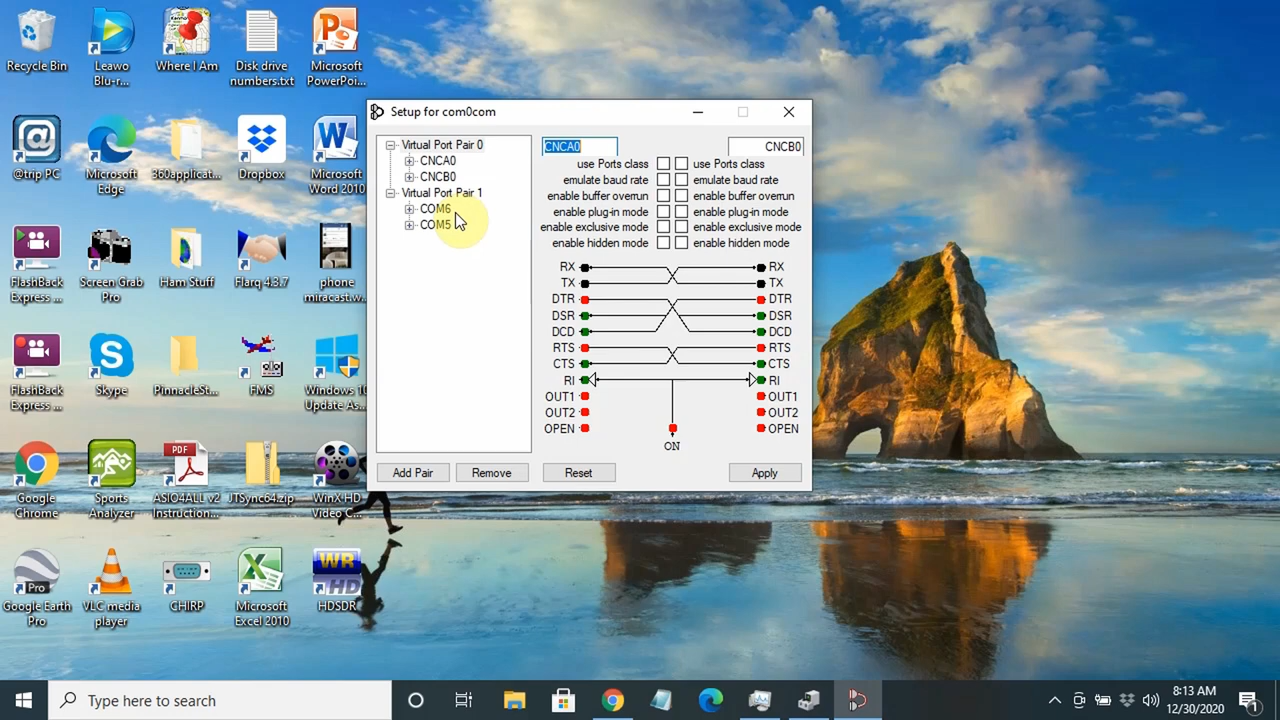 Recycle Bin
Leawo
Blu-r...
Where I Am
Disk drive
numbers.txt
Microsoft
PowerPoi...
@trip PC
Microsoft
Edge
360applicat...
Dropbox
Microsoft
Word 2010
FlashBack
Express ...
Screen Grab
Pro
Ham Stuff
Flarq 4.3.7
phone
miracast.w...
FlashBack
Express ...
Skype
PinnacleSt...
FMS
Windows 10
Update As...
Google
Chrome
Sports
Analyzer
PDF
ASIO4ALL v2
Instruction...
JTSync64.zip
WinX HD
Video C...
Google Earth
Pro
Pro
VLC media
player
CHIRP
Microsoft
Excel 2010
WR
HD
HDSDR
Setup for com0com
Virtual Port Pair 0
CNCA0
CNCB0
Virtual Port Pair 1
COM6
COM5
CNCA0 CNCB0
use Ports class use Ports class
emulate baud rate emulate baud rate
enable buffer overrun enable buffer overrun
enable plug-in mode enable plug-in mode
enable exclusive mode enable exclusive mode
enable hidden mode enable hidden mode
RX RX
TX TX
DTR DTR
DSR DSR
DCD DCD
RTS RTS
CTS CTS
RI RI
OUT1 OUT1
OUT2 OUT2
OPEN OPEN
ON
Add Pair Remove Reset Apply
Type here to search
8:13 AM
12/30/2020
1